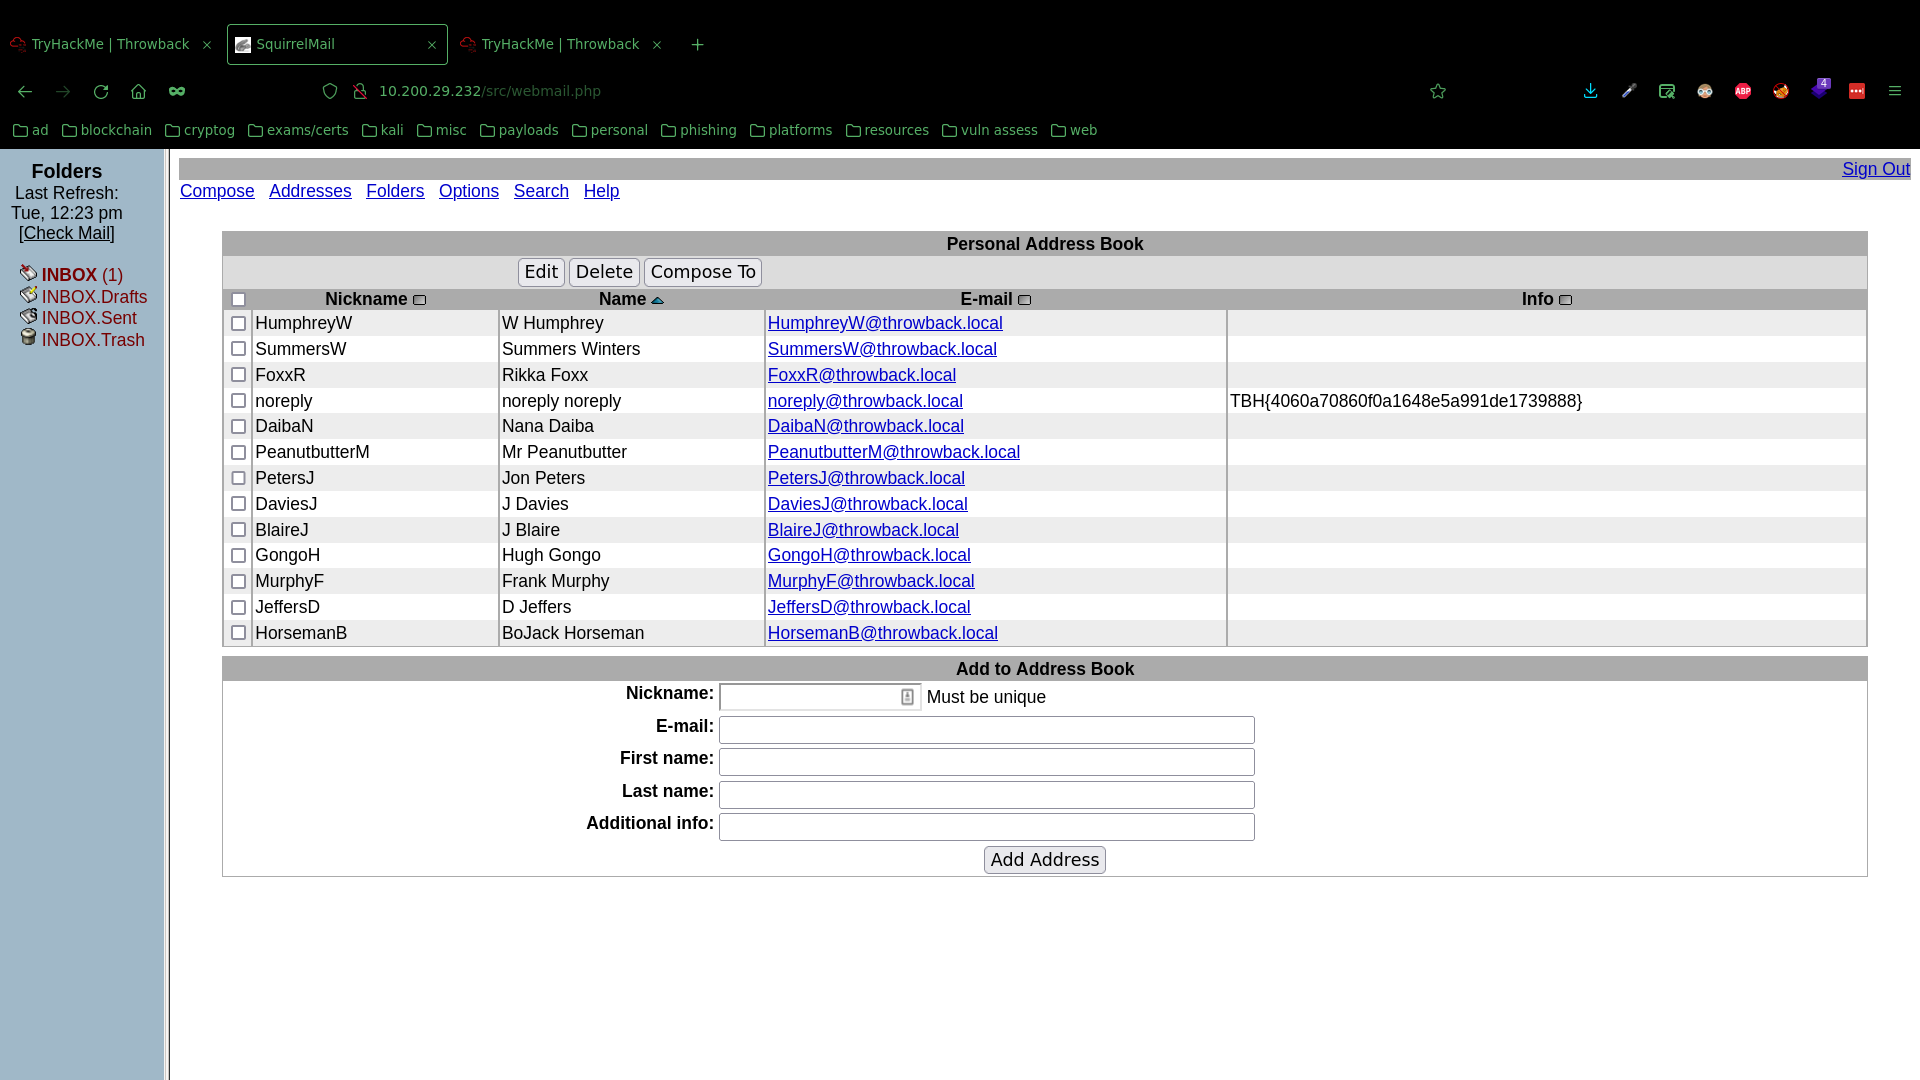 TryHackMe | Throwback
SquirrelMail
TryHackMe | Throwback
10.200.29.232/src/webmail.php
4
ABP
ad blockchain cryptog exams/certs kali misc payloads personal phishing platforms resources vuln assess web
Folders
Last Refresh:
Tue, 12:23 pm
[Check Mail]
INBOX (1)
INBOX.Drafts
INBOX.Sent
INBOX.Trash
Sign Out
Compose Addresses Folders Options Search Help
Personal Address Book
Edit Delete Compose To
Nickname Name E-mail Info
HumphreyW W Humphrey HumphreyW@throwback.local
SummersW Summers Winters SummersW@throwback.local
FoxxR Rikka Foxx FoxxR@throwback.local
noreply noreply noreply noreply@throwback.local TBH{4060a70860f0a1648e5a991de1739888}
DaibaN Nana Daiba DaibaN@throwback.local
PeanutbutterM Mr Peanutbutter PeanutbutterM@throwback.local
PetersJ Jon Peters PetersJ@throwback.local
DaviesJ J Davies DaviesJ@throwback.local
BlaireJ J Blaire BlaireJ@throwback.local
GongoH Hugh Gongo GongoH@throwback.local
MurphyF Frank Murphy MurphyF@throwback.local
JeffersD D Jeffers JeffersD@throwback.local
HorsemanB BoJack Horseman HorsemanB@throwback.local
Add to Address Book
Nickname: Must be unique
E-mail:
First name:
Last name:
Additional info:
Add Address